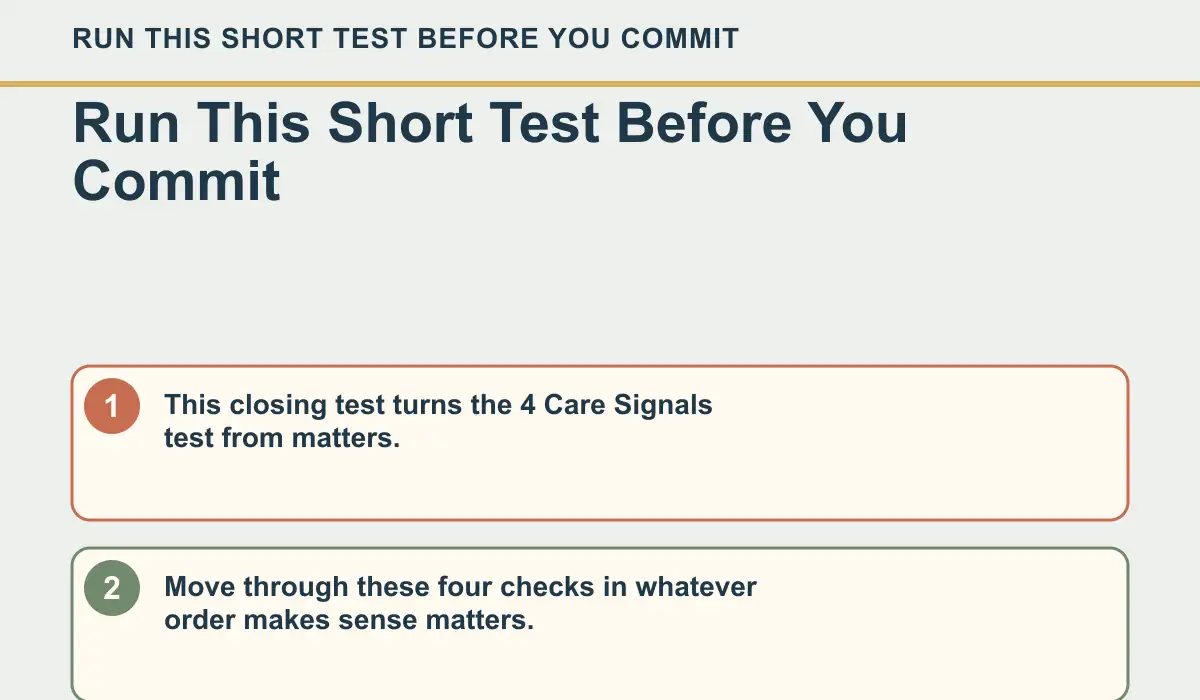 RUN THIS SHORT TEST BEFORE YOU COMMIT
Run This Short Test Before You
Commit
1
This closing test turns the 4 Care Signals
test from matters.
2
Move through these four checks in whatever
order makes sense matters.